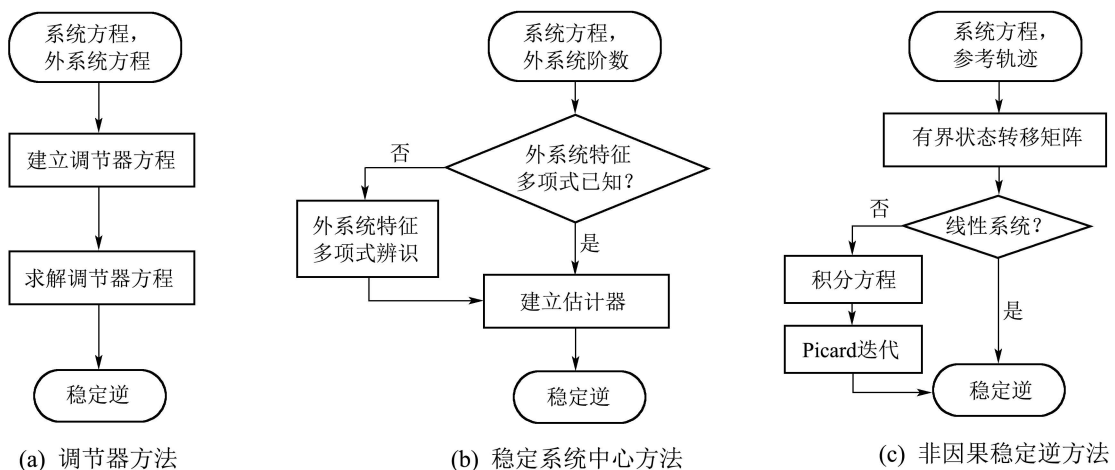 系统方程，
外系统方程
建立调节器方程
求解调节器方程
稳定逆
(a) 调节器方法
系统方程，
外系统阶数
外系统特征
多项式已知？
否
外系统特征
多项式辨识
是
建立估计器
稳定逆
(b) 稳定系统中心方法
系统方程，
参考轨迹
有界状态转移矩阵
线性系统？
否
积分方程
是
Picard迭代
稳定逆
(c) 非因果稳定逆方法